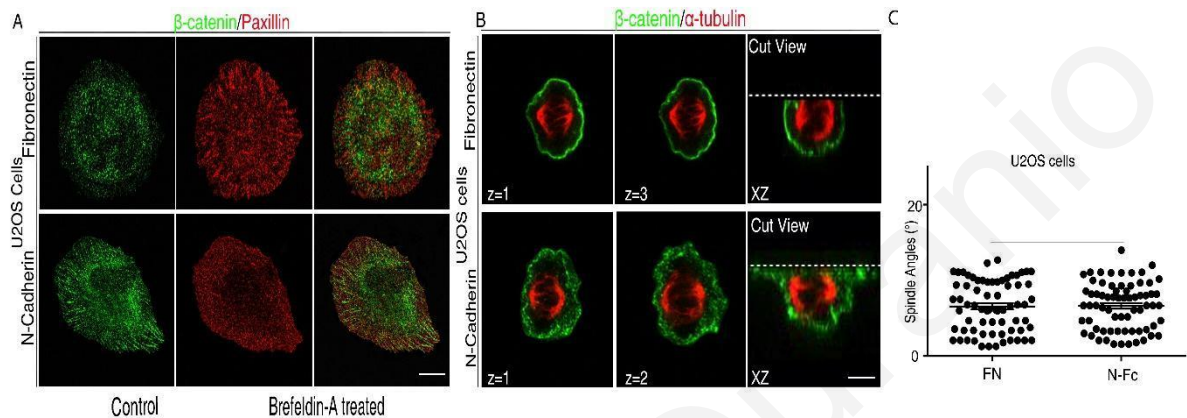 A
β-catenin/Paxillin
U2OS Cells
Fibronectin
N-Cadherin
Control
Brefeldin-A treated
B
β-catenin/α-tubulin
U2OS cells
Fibronectin
N-Cadherin
z=1
z=3
Cut View
XZ
z=1
z=2
Cut View
XZ
C
U2OS cells
Spindle Angles (°)
20
0
FN
N-Fc